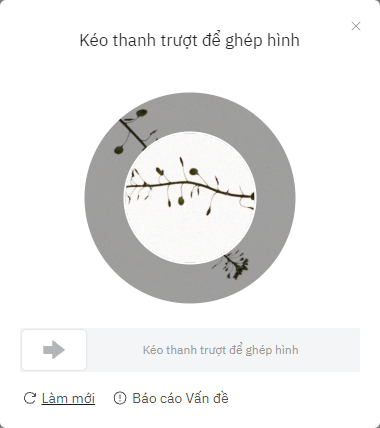 Kéo thanh trượt để ghép hình
Kéo thanh trượt để ghép hình
Làm mới
Báo cáo Vấn đề